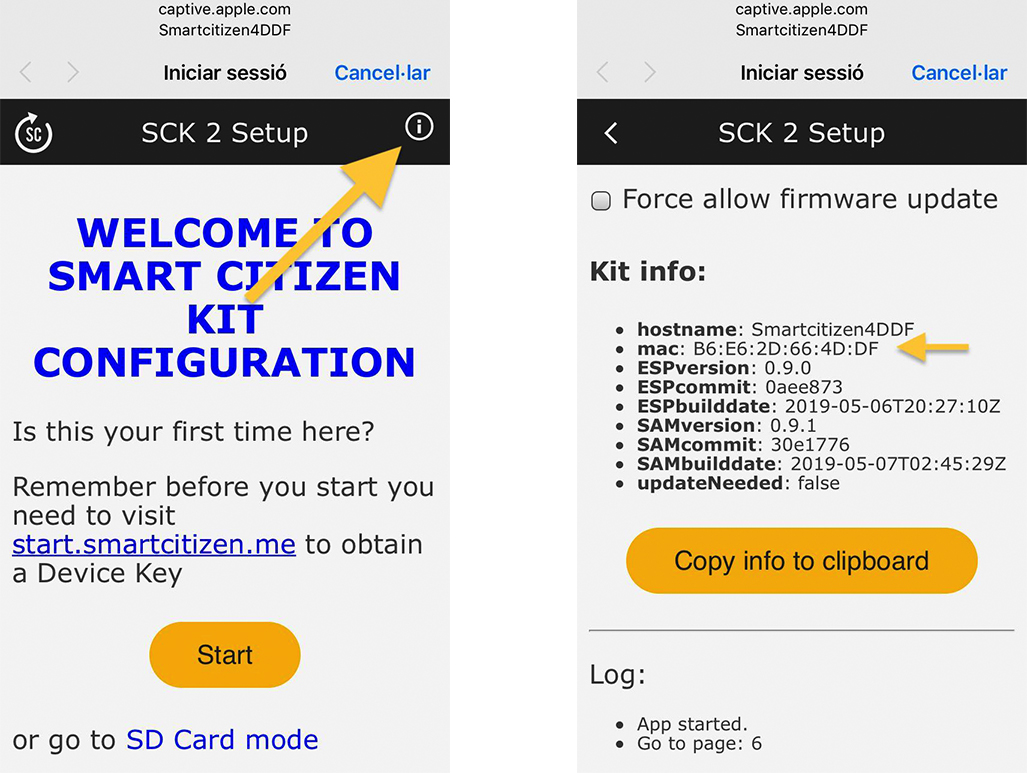 captive.apple.com
Smartcitizen4DDF
Iniciar sessió
Cancel·lar
SC
SCK 2 Setup
WELCOME TO
SMART CITIZEN
KIT
CONFIGURATION
Is this your first time here?
Remember before you start you
need to visit
start.smartcitizen.me to obtain
a Device Key
Start
or go to SD Card mode
captive.apple.com
Smartcitizen4DDF
Iniciar sessió
Cancel·lar
SCK 2 Setup
Force allow firmware update
Kit info:
• hostname: Smartcitizen4DDF
• mac: B6:E6:2D:66:4D:DF
• ESPversion: 0.9.0
• ESPcommit: 0aee873
• ESPbuilddate: 2019-05-06T20:27:10Z
• SAMversion: 0.9.1
• SAMcommit: 30e1776
• SAMbuilddate: 2019-05-07T02:45:29Z
• updateNeeded: false
Copy info to clipboard
Log:
• App started.
• Go to page: 6